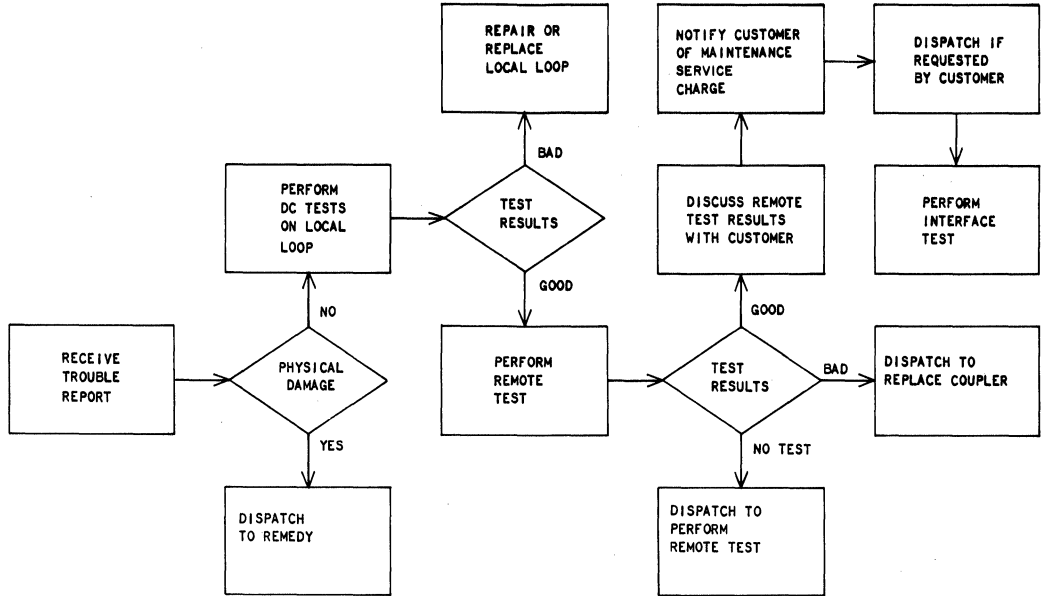 REPAIR OR
REPLACE
LOCAL LOOP
NOTIFY CUSTOMER
OF MAINTENANCE
SERVICE
CHARGE
DISPATCH IF
REQUESTED
BY CUSTOMER
BAD
PERFORM
DC TESTS
ON LOCAL
LOOP
TEST
RESULTS
DISCUSS REMOTE
TEST RESULTS
WITH CUSTOMER
PERFORM
INTERFACE
TEST
GOOD
NO
GOOD
RECEIVE
TROUBLE
REPORT
PHYSICAL
DAMAGE
PERFORM
REMOTE
TEST
TEST
RESULTS
BAD
DISPATCH TO
REPLACE COUPLER
YES
NO TEST
DISPATCH
TO REMEDY
DISPATCH TO
PERFORM
REMOTE TEST